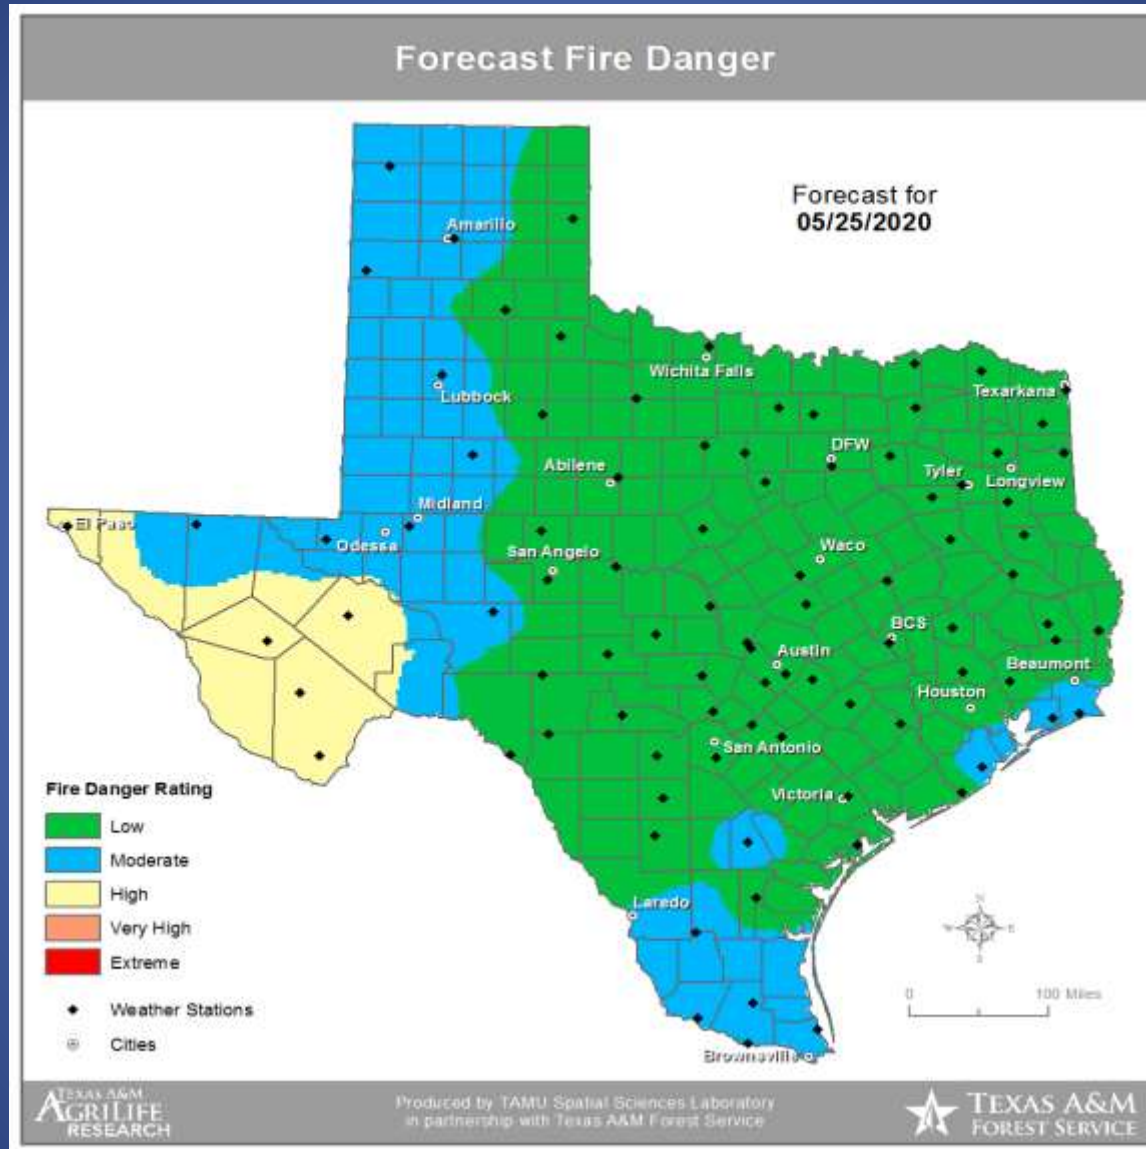 Forecast Fire Danger
Forecast for
05/25/2020
Amarillo
Wichita Falls
Texarkana
Lubbock
DFW
Abilene
Tyler
Longview
Midland
El Paso
Odessa
San Angelo
Waco
BCS
Austin
Beaumont
Houston
San Antonio
Victoria
Laredo
Brownsville
Fire Danger Rating
Low
Moderate
High
Very High
Extreme
Weather Stations
Cities
N
W E
S
0 100 Miles
TEXAS A&M
AGRILIFE
RESEARCH
Produced by TAMU Spatial Sciences Laboratory
in partnership with Texas A&M Forest Service
TEXAS A&M
FOREST SERVICE